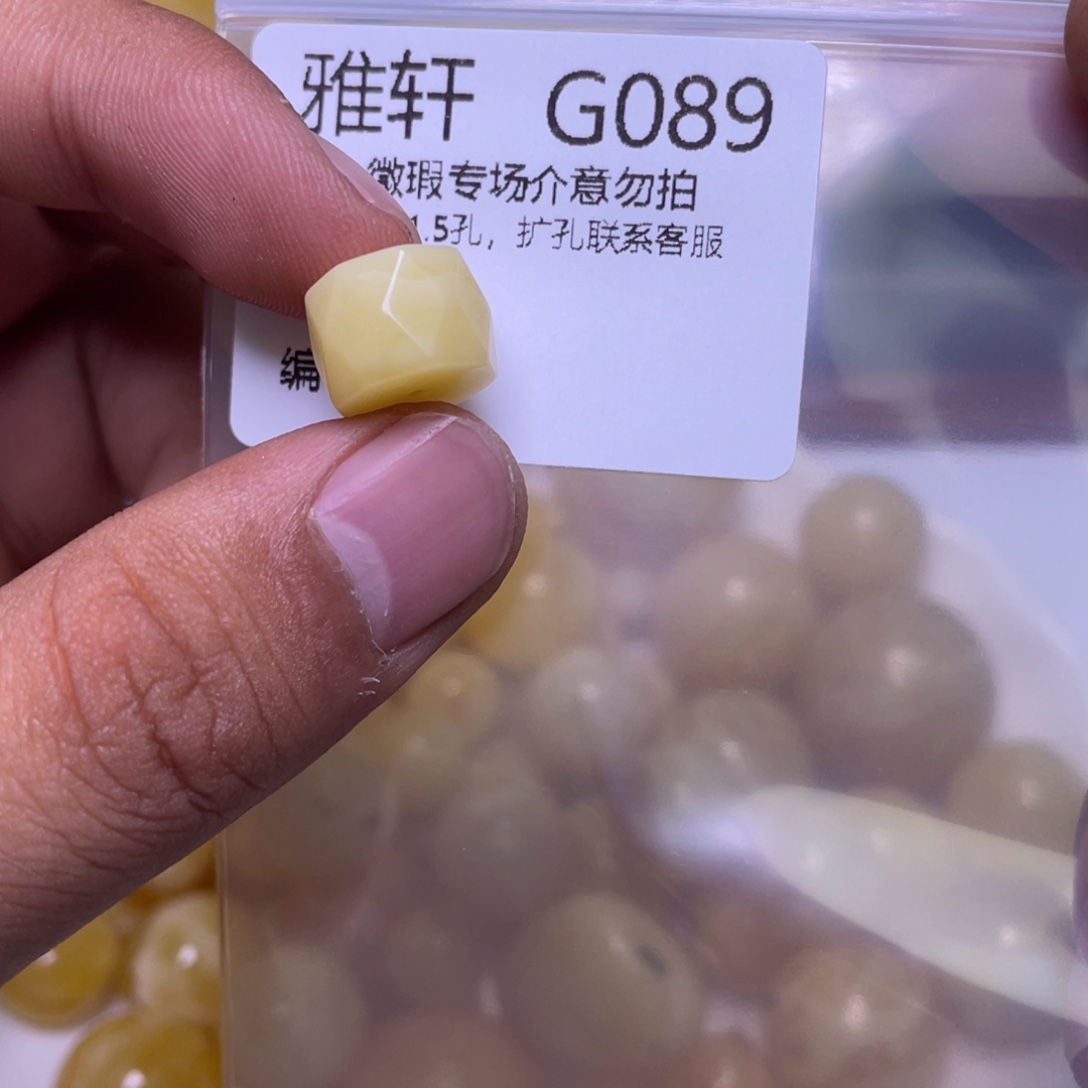 雅轩 G089
微瑕专场介意勿拍
1.5孔，扩孔联系客服
编